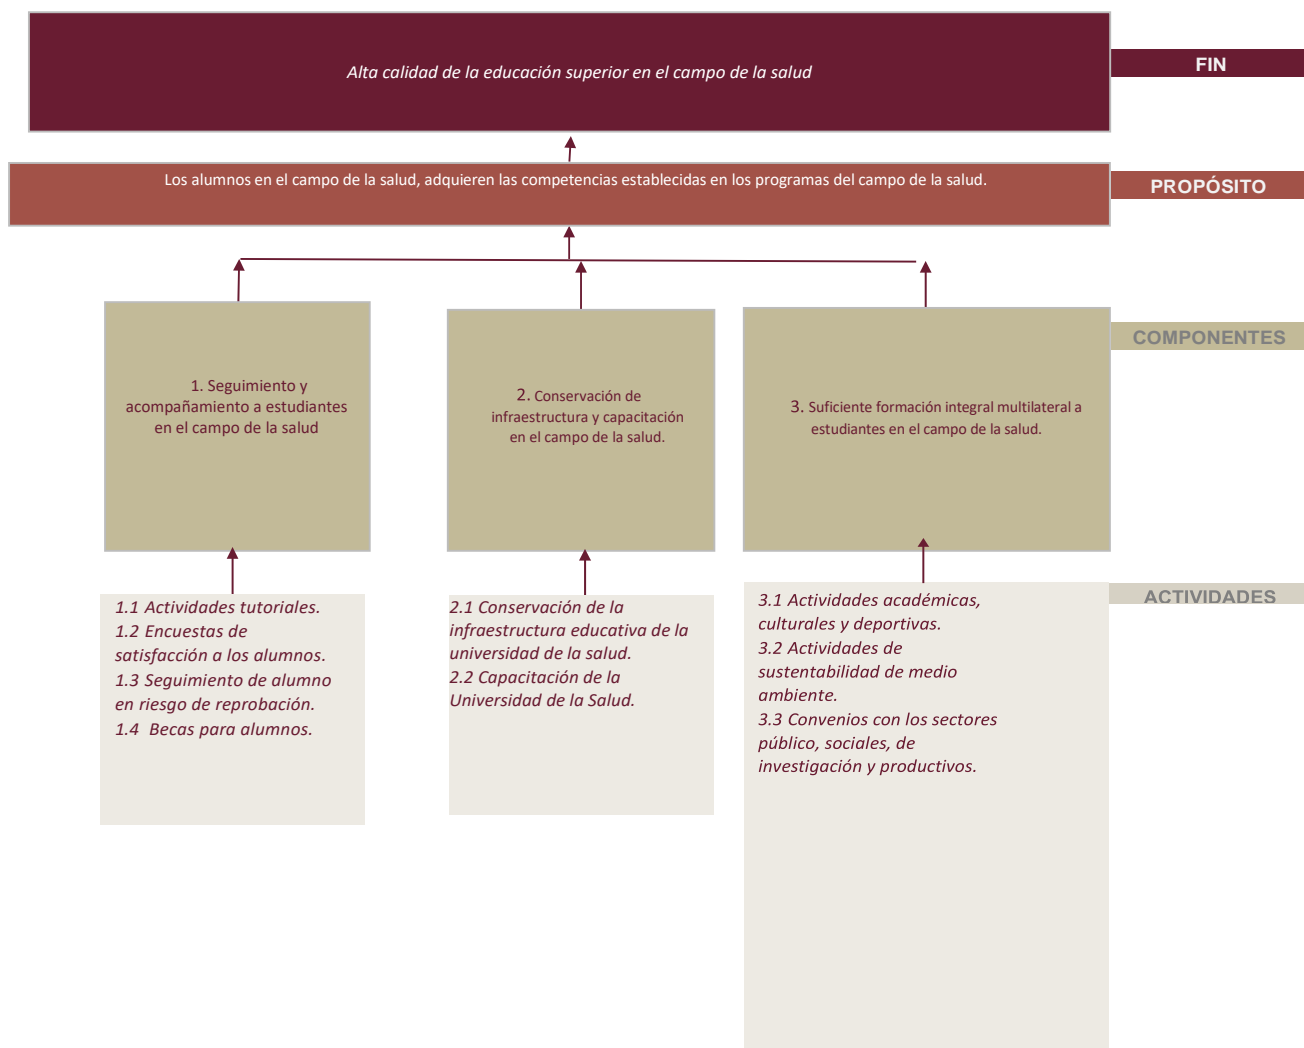 Alta calidad de la educación superior en el campo de la salud
FIN
Los alumnos en el campo de la salud, adquieren las competencias establecidas en los programas del campo de la salud.
PROPÓSITO
COMPONENTES
1. Seguimiento y
acompañamiento a estudiantes
en el campo de la salud
2. Conservación de
infraestructura y capacitación
en el campo de la salud.
3. Suficiente formación integral multilateral a
estudiantes en el campo de la salud.
ACTIVIDADES
1.1 Actividades tutoriales.
1.2 Encuestas de
satisfacción a los alumnos.
1.3 Seguimiento de alumno
en riesgo de reprobación.
1.4 Becas para alumnos.
2.1 Conservación de la
infraestructura educativa de la
universidad de la salud.
2.2 Capacitación de la
Universidad de la Salud.
3.1 Actividades académicas,
culturales y deportivas.
3.2 Actividades de
sustentabilidad de medio
ambiente.
3.3 Convenios con los sectores
público, sociales, de
investigación y productivos.